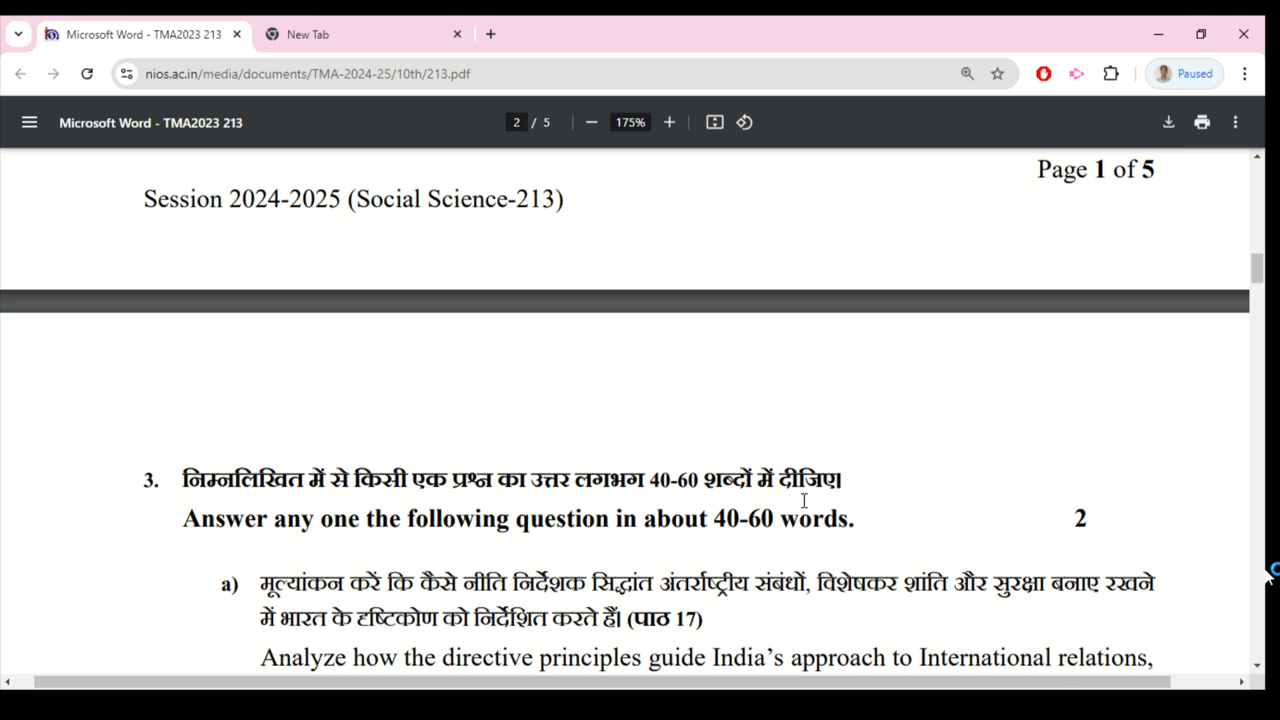 Microsoft Word - TMA2023 213
New Tab
nios.ac.in/media/documents/TMA-2024-25/10th/213.pdf
Paused
Microsoft Word - TMA2023 213
2 / 5
175%
Page 1 of 5
Session 2024-2025 (Social Science-213)
3. निम्नलिखित में से किसी एक प्रश्न का उत्तर लगभग 40-60 शब्दों में दीजिए।
Answer any one the following question in about 40-60 words. 2
a) मूल्यांकन करें कि कैसे नीति निर्देशक सिद्धांत अंतर्राष्ट्रीय संबंधों, विशेषकर शांति और सुरक्षा बनाए रखने
में भारत के दृष्टिकोण को निर्देशित करते हैं। (पाठ 17)
Analyze how the directive principles guide India’s approach to International relations,